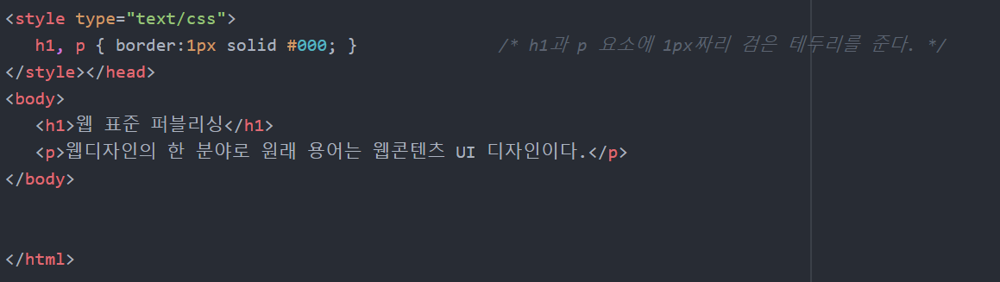 <style type="text/css">
h1, p { border:1px solid #000; } /* h1과 p 요소에 1px짜리 검은 테두리를 준다. */
</style></head>
<body>
<h1>웹 표준 퍼블리싱</h1>
<p>웹디자인의 한 분야로 원래 용어는 웹콘텐츠 UI 디자인이다.</p>
</body>
</html>